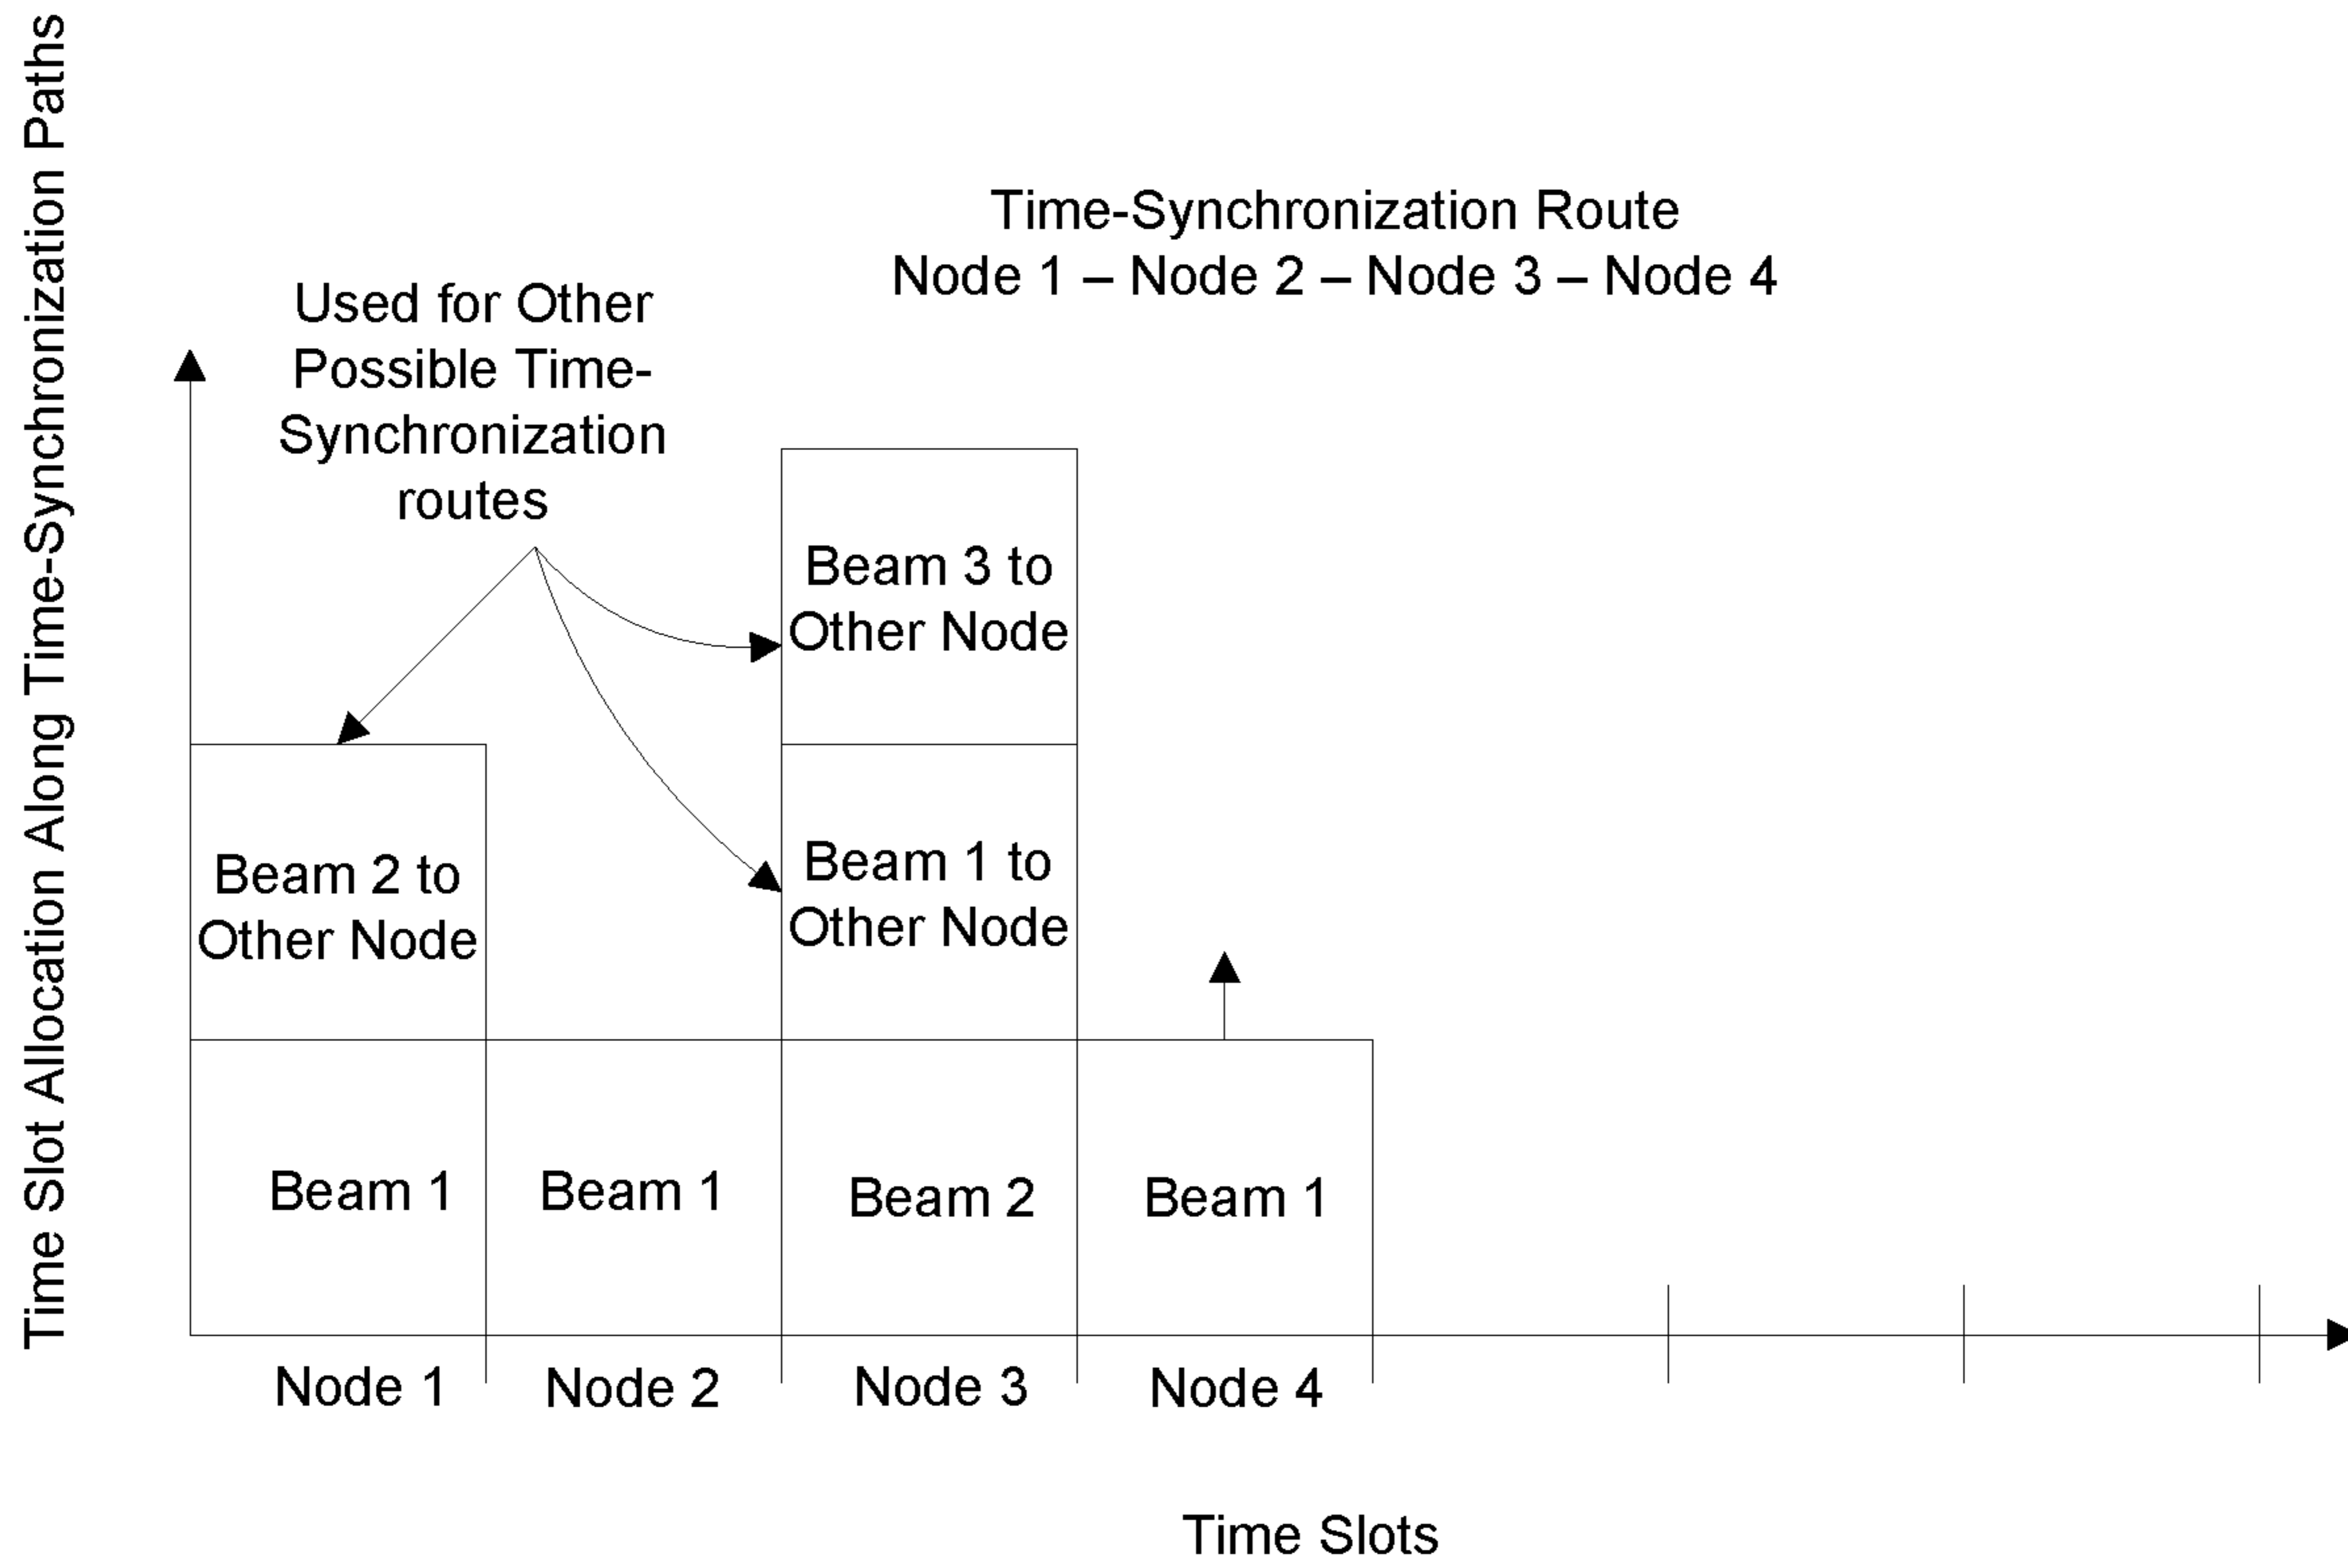 Time Slot Allocation Along Time-Synchronization Paths
Time-Synchronization Route
Node 1 – Node 2 – Node 3 – Node 4
Used for Other
Possible Time-
Synchronization
routes
Beam 3 to
Other Node
Beam 2 to
Other Node
Beam 1 to
Other Node
Beam 1
Beam 1
Beam 2
Beam 1
Node 1
Node 2
Node 3
Node 4
Time Slots